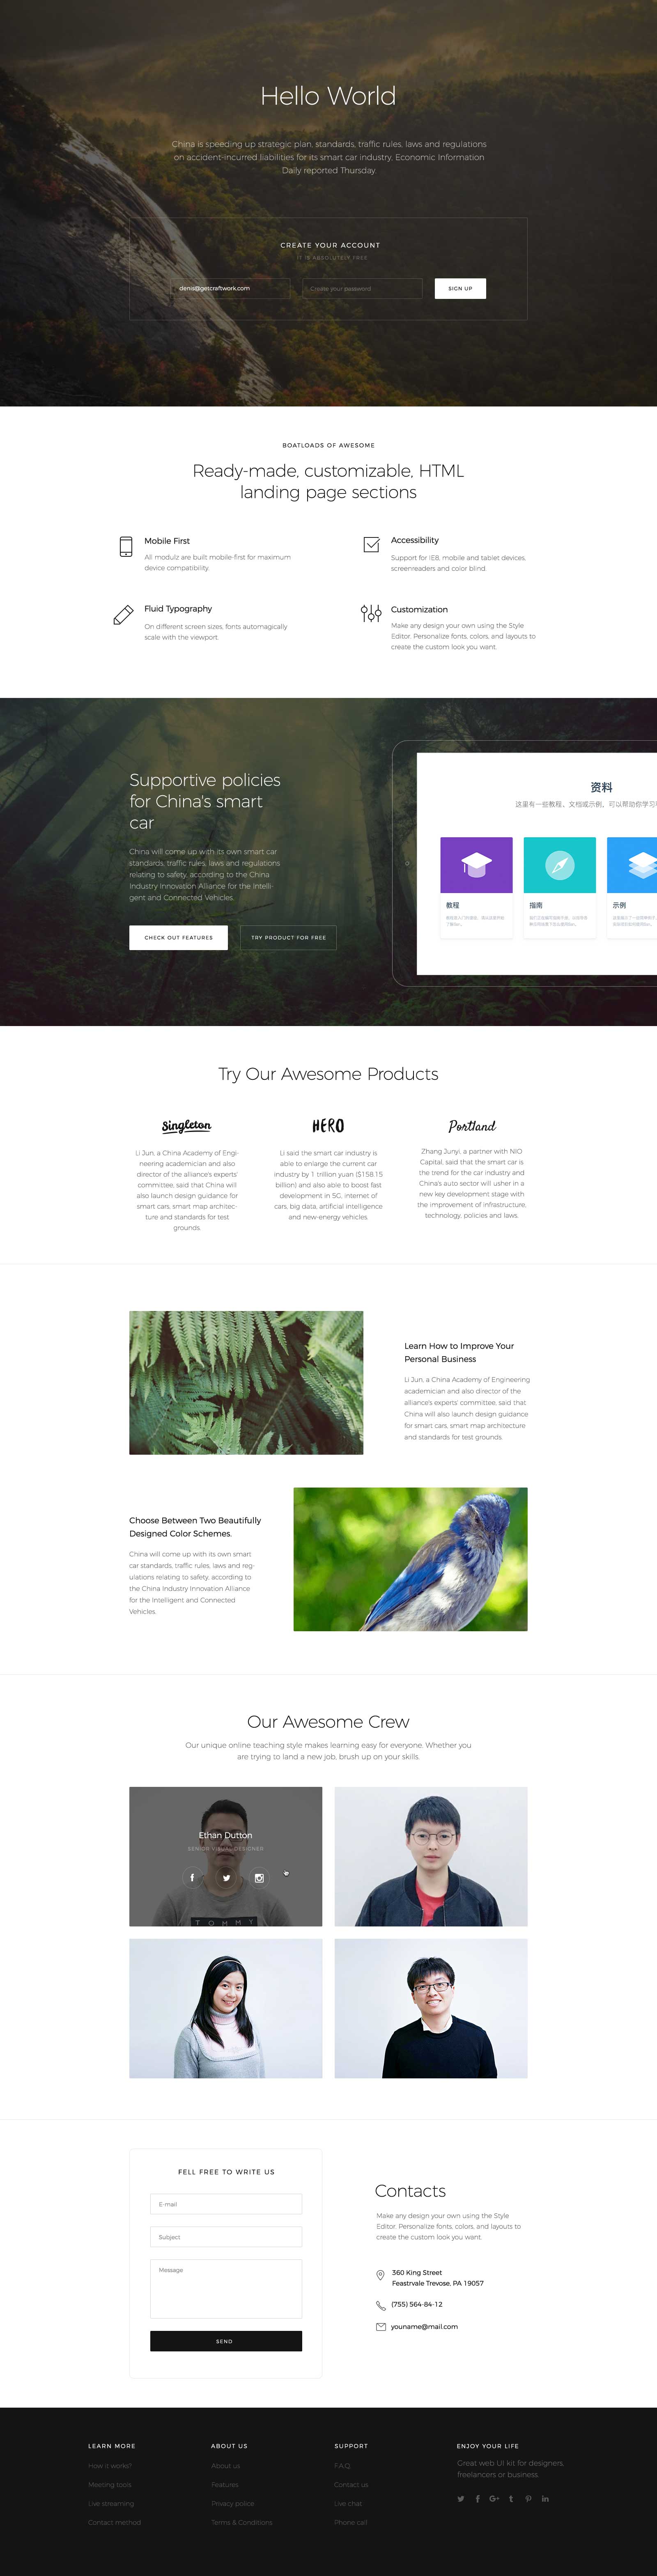 Hello World
China is speeding up strategic plan, standards, traffic rules, laws and regulations
on accident-incurred liabilities for its smart car industry, Economic Information
Daily reported Thursday.
CREATE YOUR ACCOUNT
IT IS ABSOLUTELY FREE
denis@getcraftwork.com
Create your password
SIGN UP
BOATLOADS OF AWESOME
Ready-made, customizable, HTML
landing page sections
Mobile First
All modulz are built mobile-first for maximum
device compatibility.
Accessibility
Support for IE8, mobile and tablet devices,
screenreaders and color blind.
Fluid Typography
On different screen sizes, fonts automagically
scale with the viewport.
Customization
Make any design your own using the Style
Editor. Personalize fonts, colors, and layouts to
create the custom look you want.
Supportive policies
for China's smart
car
China will come up with its own smart car
standards, traffic rules, laws and regulations
relating to safety, according to the China
Industry Innovation Alliance for the Intelli-
gent and Connected Vehicles.
CHECK OUT FEATURES
TRY PRODUCT FOR FREE
资料
这里有一些教程、文档或示例，可以帮助你学习
教程
指南
示例
Try Our Awesome Products
Singleton
Li Jun, a China Academy of Engi-
neering academician and also
director of the alliance's experts'
committee, said that China will
also launch design guidance for
smart cars, smart map architec-
ture and standards for test
grounds.
HERO
Li said the smart car industry is
able to enlarge the current car
industry by 1 trillion yuan ($158.15
billion) and also able to boost fast
development in 5G, internet of
cars, big data, artificial intelligence
and new-energy vehicles.
Portland
Zhang Junyi, a partner with NIO
Capital, said that the smart car is
the trend for the car industry and
China's auto sector will usher in a
new key development stage with
the improvement of infrastructure,
technology, policies and laws.
Learn How to Improve Your
Personal Business
Li Jun, a China Academy of Engineering
academician and also director of the
alliance's experts' committee, said that
China will also launch design guidance
for smart cars, smart map architecture
and standards for test grounds.
Choose Between Two Beautifully
Designed Color Schemes.
China will come up with its own smart
car standards, traffic rules, laws and reg-
ulations relating to safety, according to
the China Industry Innovation Alliance
for the Intelligent and Connected
Vehicles.
Our Awesome Crew
Our unique online teaching style makes learning easy for everyone. Whether you
are trying to land a new job, brush up on your skills.
Ethan Dutton
SENIOR VISUAL DESIGNER
TOMMY
FELL FREE TO WRITE US
E-mail
Subject
Message
SEND
Contacts
Make any design your own using the Style
Editor. Personalize fonts, colors, and layouts to
create the custom look you want.
360 King Street
Feastrvale Trevose, PA 19057
(755) 564-84-12
youname@mail.com
LEARN MORE
How it works?
Meeting tools
Live streaming
Contact method
ABOUT US
About us
Features
Privacy police
Terms & Conditions
SUPPORT
F.A.Q.
Contact us
Live chat
Phone call
ENJOY YOUR LIFE
Great web UI kit for designers,
freelancers or business.